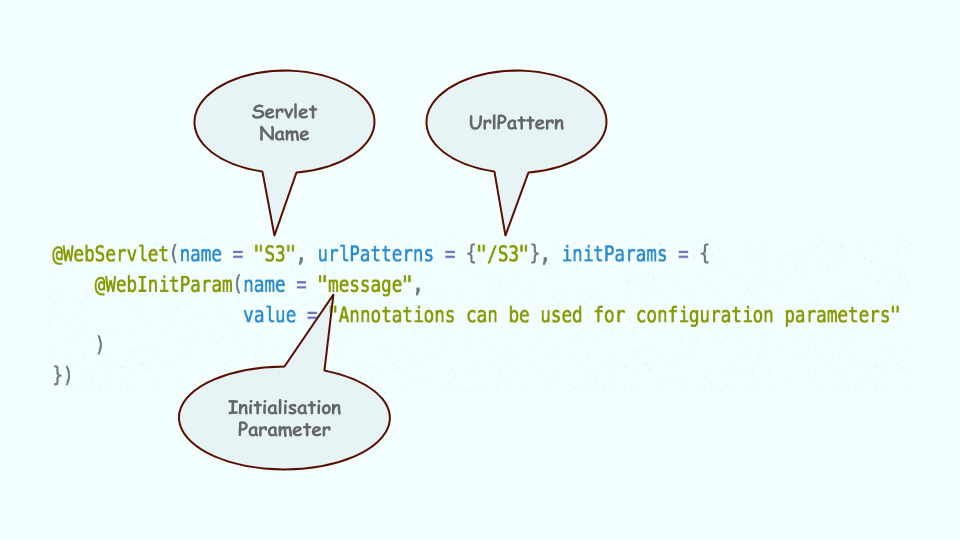 Servlet
Name
UrlPattern
@WebServlet(name = "S3", urlPatterns = {"/S3"}, initParams = {
@WebInitParam(name = "message",
value = "Annotations can be used for configuration parameters"
)
})
Initialisation
Parameter